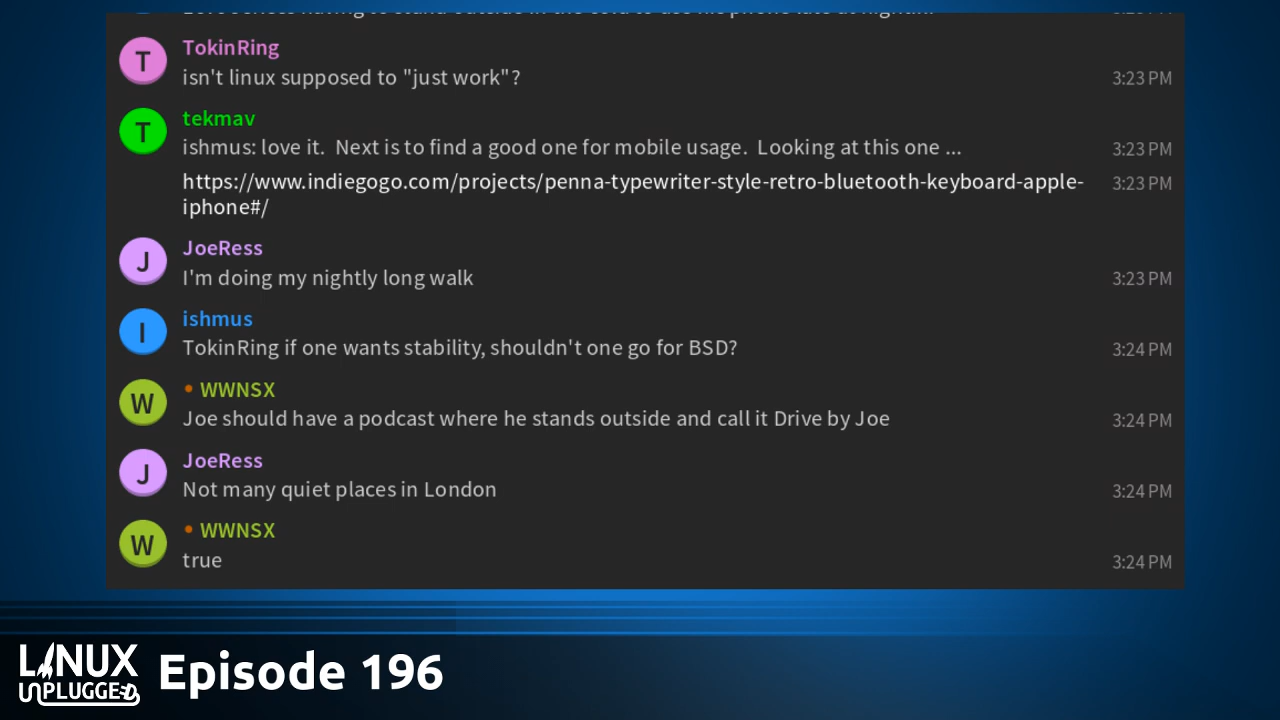 TokinRing
T
isn't linux supposed to "just work"?
3:23 PM
tekmav
T
ishmus: love it.  Next is to find a good one for mobile usage.  Looking at this one ...
3:23 PM
https://www.indiegogo.com/projects/penna-typewriter-style-retro-bluetooth-keyboard-apple-
3:23 PM
iphone#/
JoeRess
J
I'm doing my nightly long walk
3:23 PM
ishmus
I
TokinRing if one wants stability, shouldn't one go for BSD?
3:24 PM
• WWNSX
W
Joe should have a podcast where he stands outside and call it Drive by Joe
3:24 PM
JoeRess
J
Not many quiet places in London
3:24 PM
• WWNSX
W
true
3:24 PM
LINUX
UNPLUGGED
Episode 196